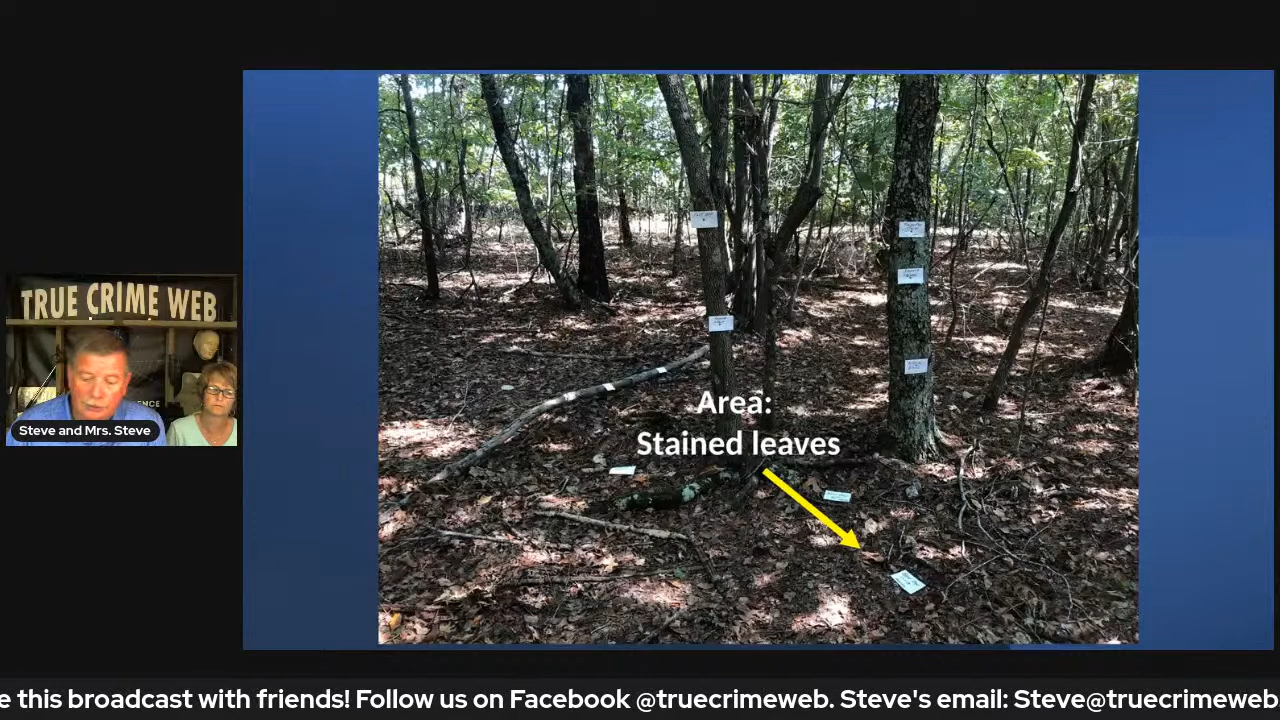 TRUE CRIME WEB
ENCE
Steve and Mrs. Steve
Area:
Stained leaves
e this broadcast with friends! Follow us on Facebook @truecrimeweb. Steve's email: Steve@truecrimeweb